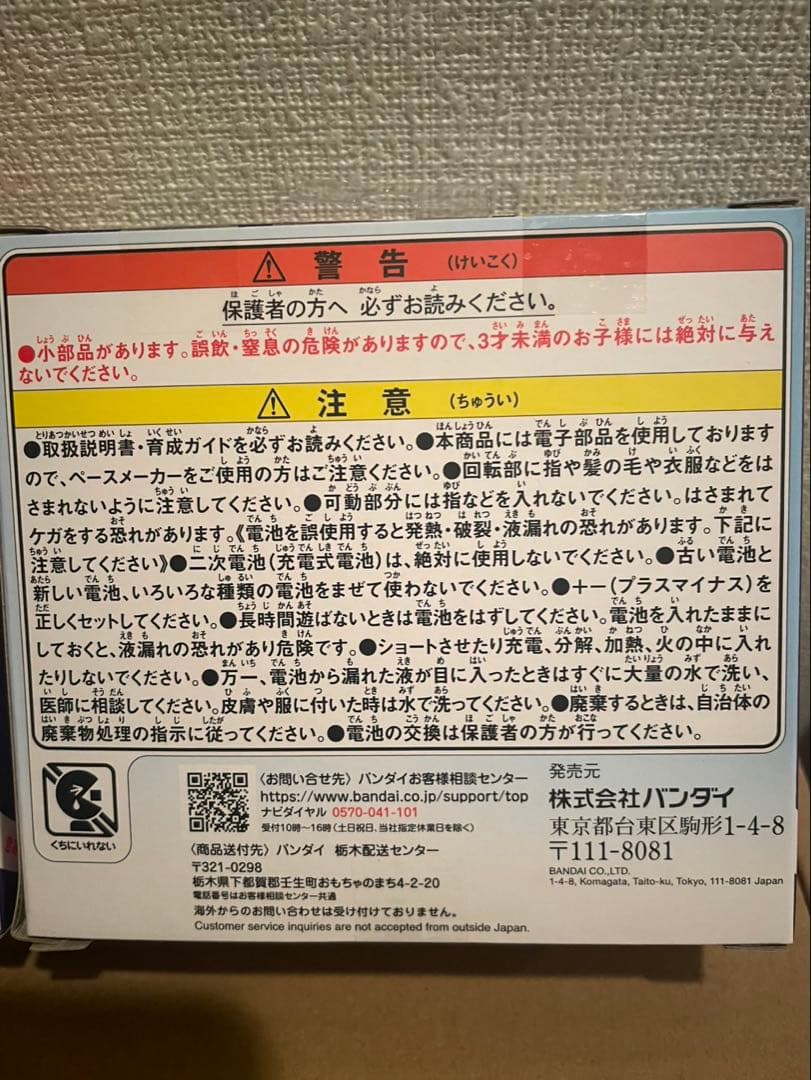 ⚠ 警告 (けいこく)
保護者の方へ 必ずお読みください。
●小部品があります。誤飲・窒息の危険がありますので、3才未満のお子様には絶対に与え
ないでください。
⚠ 注意 (ちゅうい)
●取扱説明書・育成ガイドを必ずお読みください。●本商品には電子部品を使用しております
ので、ペースメーカーをご使用の方はご注意ください。●回転部に指や髪の毛や衣服などをは
さまれないように注意してください。●可動部分には指などを入れないでください。はさまれて
ケガをする恐れがあります。《電池を誤使用すると発熱・破裂・液漏れの恐れがあります。下記に
注意してください》●二次電池(充電式電池)は、絶対に使用しないでください。●古い電池と
新しい電池、いろいろな種類の電池をまぜて使わないでください。●+−(プラスマイナス)を
正しくセットしてください。●長時間遊ばないときは電池をはずしてください。電池を入れたままに
しておくと、液漏れの恐れがあり危険です。●ショートさせたり充電、分解、加熱、火の中に入れ
たりしないでください。●万一、電池から漏れた液が目に入ったときはすぐに大量の水で洗い、
医師に相談してください。皮膚や服に付いた時は水で洗ってください。●廃棄するときは、自治体の
廃棄物処理の指示に従ってください。●電池の交換は保護者の方が行ってください。
くちにいれない
〈お問い合せ先〉バンダイお客様相談センター
https://www.bandai.co.jp/support/top
ナビダイヤル 0570-041-101
受付10時〜16時(土日祝日、当社指定休業日を除く)
〈商品送付先〉バンダイ 栃木配送センター
〒321-0298
栃木県下都賀郡壬生町おもちゃのまち4-2-20
電話番号はお客様相談センター共通
海外からのお問い合わせは受け付けておりません。
Customer service inquiries are not accepted from outside Japan.
発売元
株式会社バンダイ
東京都台東区駒形1-4-8
〒111-8081
BANDAI CO.,LTD.
1-4-8, Komagata, Taito-ku, Tokyo, 111-8081 Japan